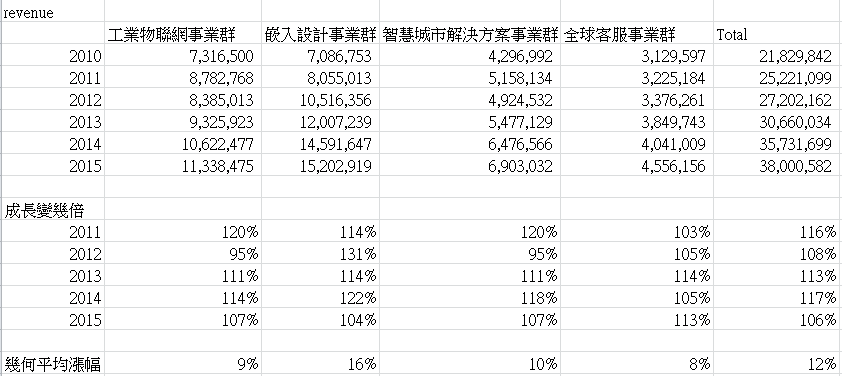 revenue
工業物聯網事業群 嵌入設計事業群 智慧城市解決方案事業群 全球客服事業群 Total
2010 7,316,500 7,086,753 4,296,992 3,129,597 21,829,842
2011 8,782,768 8,055,013 5,158,134 3,225,184 25,221,099
2012 8,385,013 10,516,356 4,924,532 3,376,261 27,202,162
2013 9,325,923 12,007,239 5,477,129 3,849,743 30,660,034
2014 10,622,477 14,591,647 6,476,566 4,041,009 35,731,699
2015 11,338,475 15,202,919 6,903,032 4,556,156 38,000,582
成長變幾倍
2011 120% 114% 120% 103% 116%
2012 95% 131% 95% 105% 108%
2013 111% 114% 111% 114% 113%
2014 114% 122% 118% 105% 117%
2015 107% 104% 107% 113% 106%
幾何平均漲幅 9% 16% 10% 8% 12%